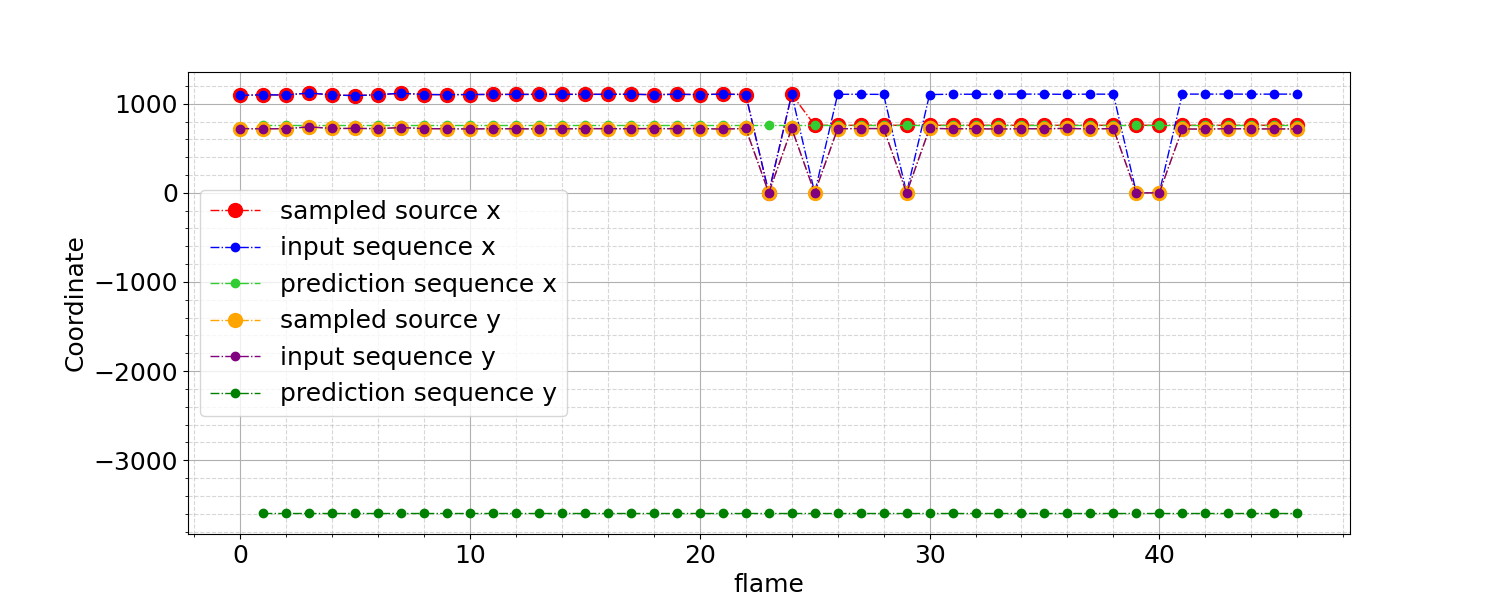 1000
0
−1000
−2000
−3000
Coordinate
sampled source x
input sequence x
prediction sequence x
sampled source y
input sequence y
prediction sequence y
0 10 20 30 40
flame